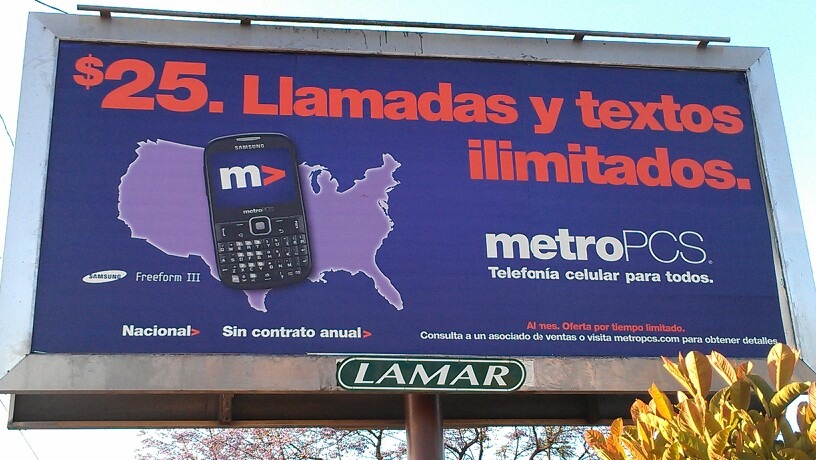 $25. Llamadas y textos
ilimitados.
SAMSUNG
m>
metroPCS
metroPCS.
Telefonía celular para todos.
SAMSUNG Freeform III
Nacional> Sin contrato anual>
Al mes. Oferta por tiempo limitado.
Consulta a un asociado de ventas o visita metropcs.com para obtener detalles.
LAMAR